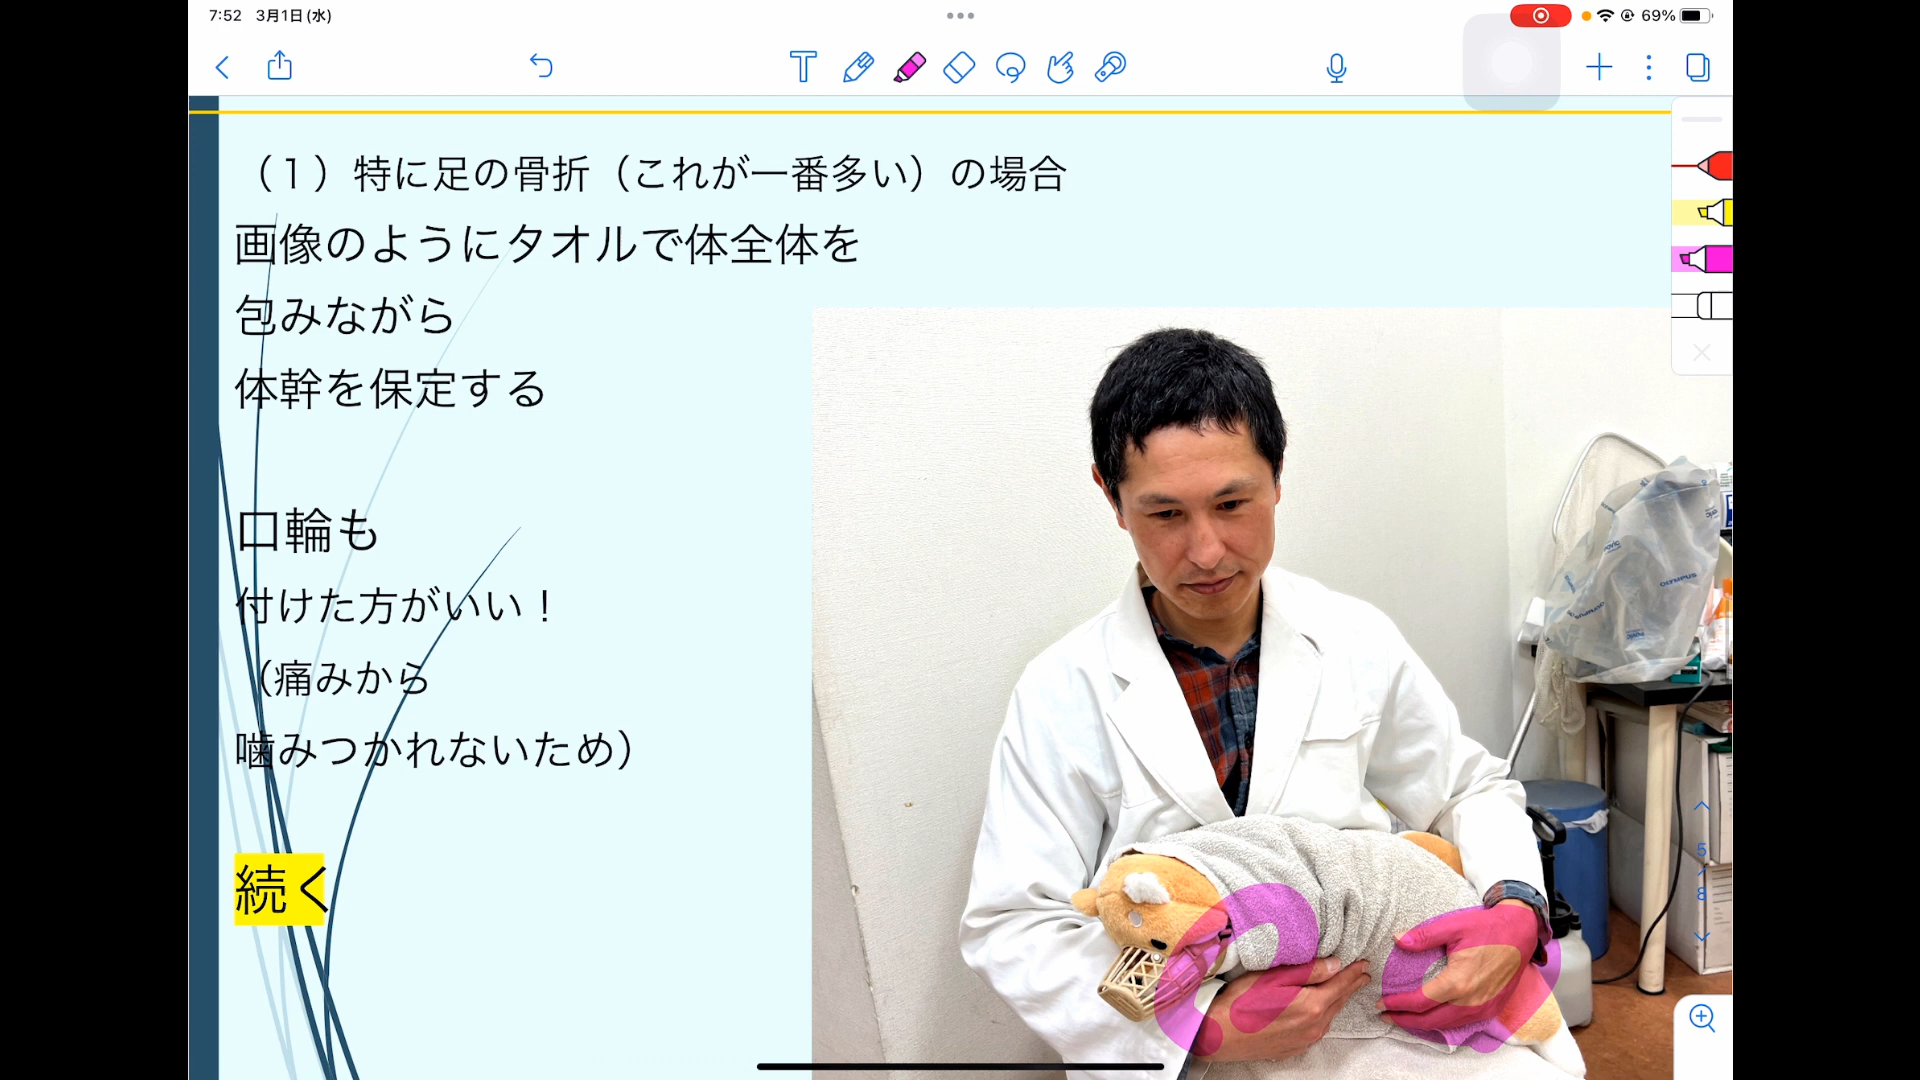 7:52 3月1日(水)
69%
（１）特に足の骨折（これが一番多い）の場合
画像のようにタオルで体全体を
包みながら
体幹を保定する
口輪も
付けた方がいい！
（痛みから
噛みつかれないため）
続く
OLYMPUS
5
8